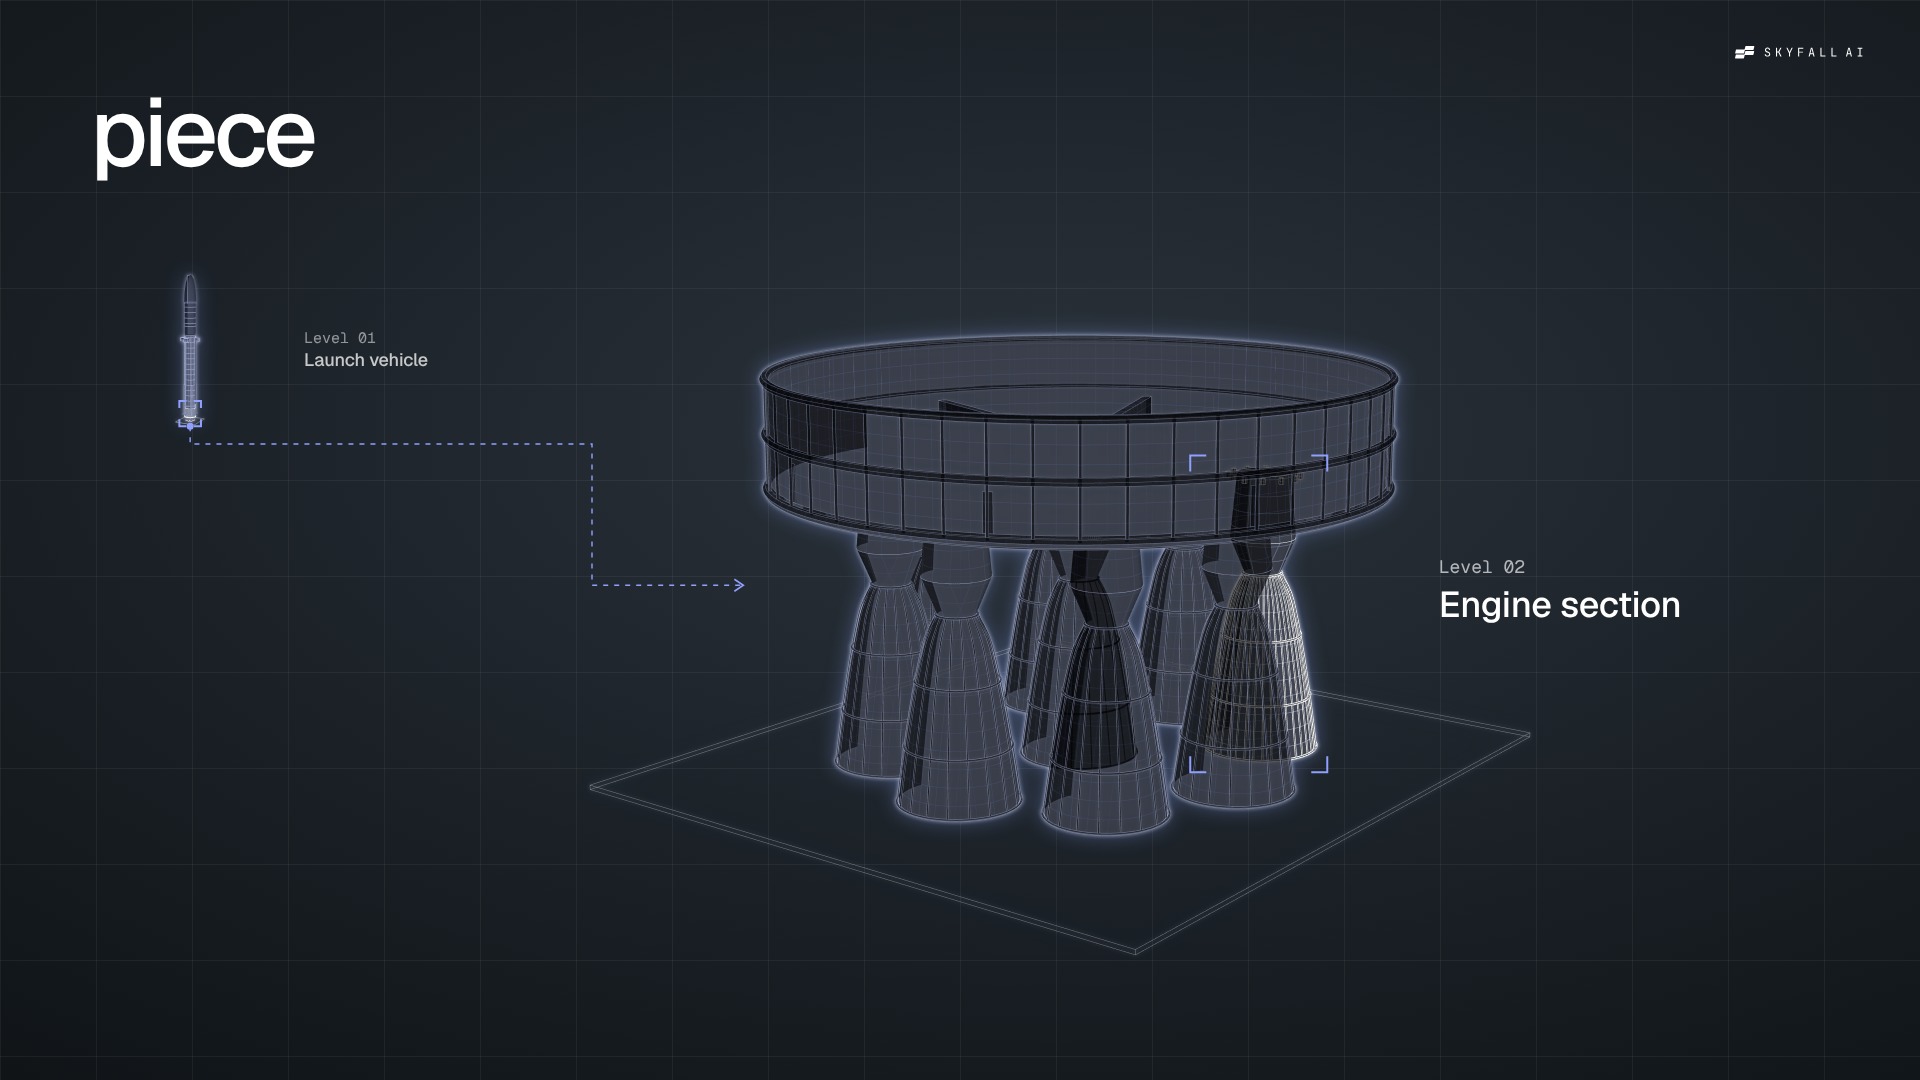 SKYFALL AI
piece
Level 01
Launch vehicle
Level 02
Engine section